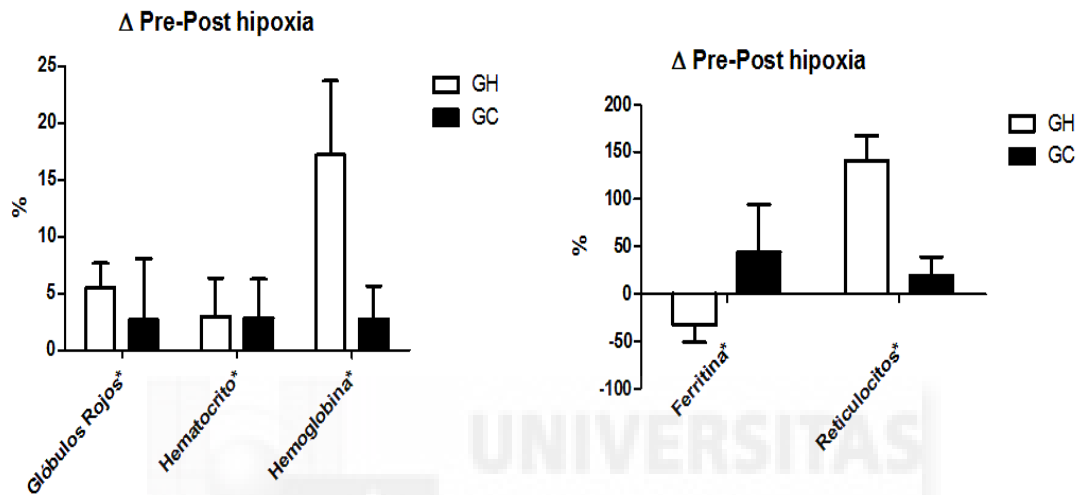 Δ Pre-Post hipoxia
25
20
15
10
5
0
%
GH
GC
Glóbulos Rojos*
Hematocrito*
Hemoglobina*
Δ Pre-Post hipoxia
200
150
100
50
0
-50
-100
%
GH
GC
Ferritina*
Reticulocitos*
UNIVERSITAS